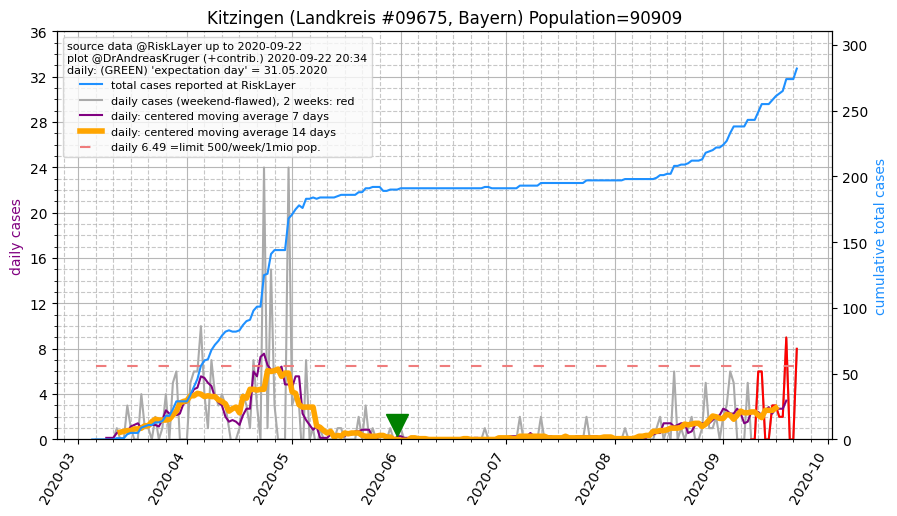 Kitzingen (Landkreis #09675, Bayern) Population=90909
source data @RiskLayer up to 2020-09-22
plot @DrAndreasKruger (+contrib.) 2020-09-22 20:34
daily: (GREEN) 'expectation day' = 31.05.2020
total cases reported at RiskLayer
daily cases (weekend-flawed), 2 weeks: red
daily: centered moving average 7 days
daily: centered moving average 14 days
daily 6.49 =limit 500/week/1mio pop.
daily cases
36
32
28
24
20
16
12
8
4
0
cumulative total cases
300
250
200
150
100
50
0
2020-03
2020-04
2020-05
2020-06
2020-07
2020-08
2020-09
2020-10